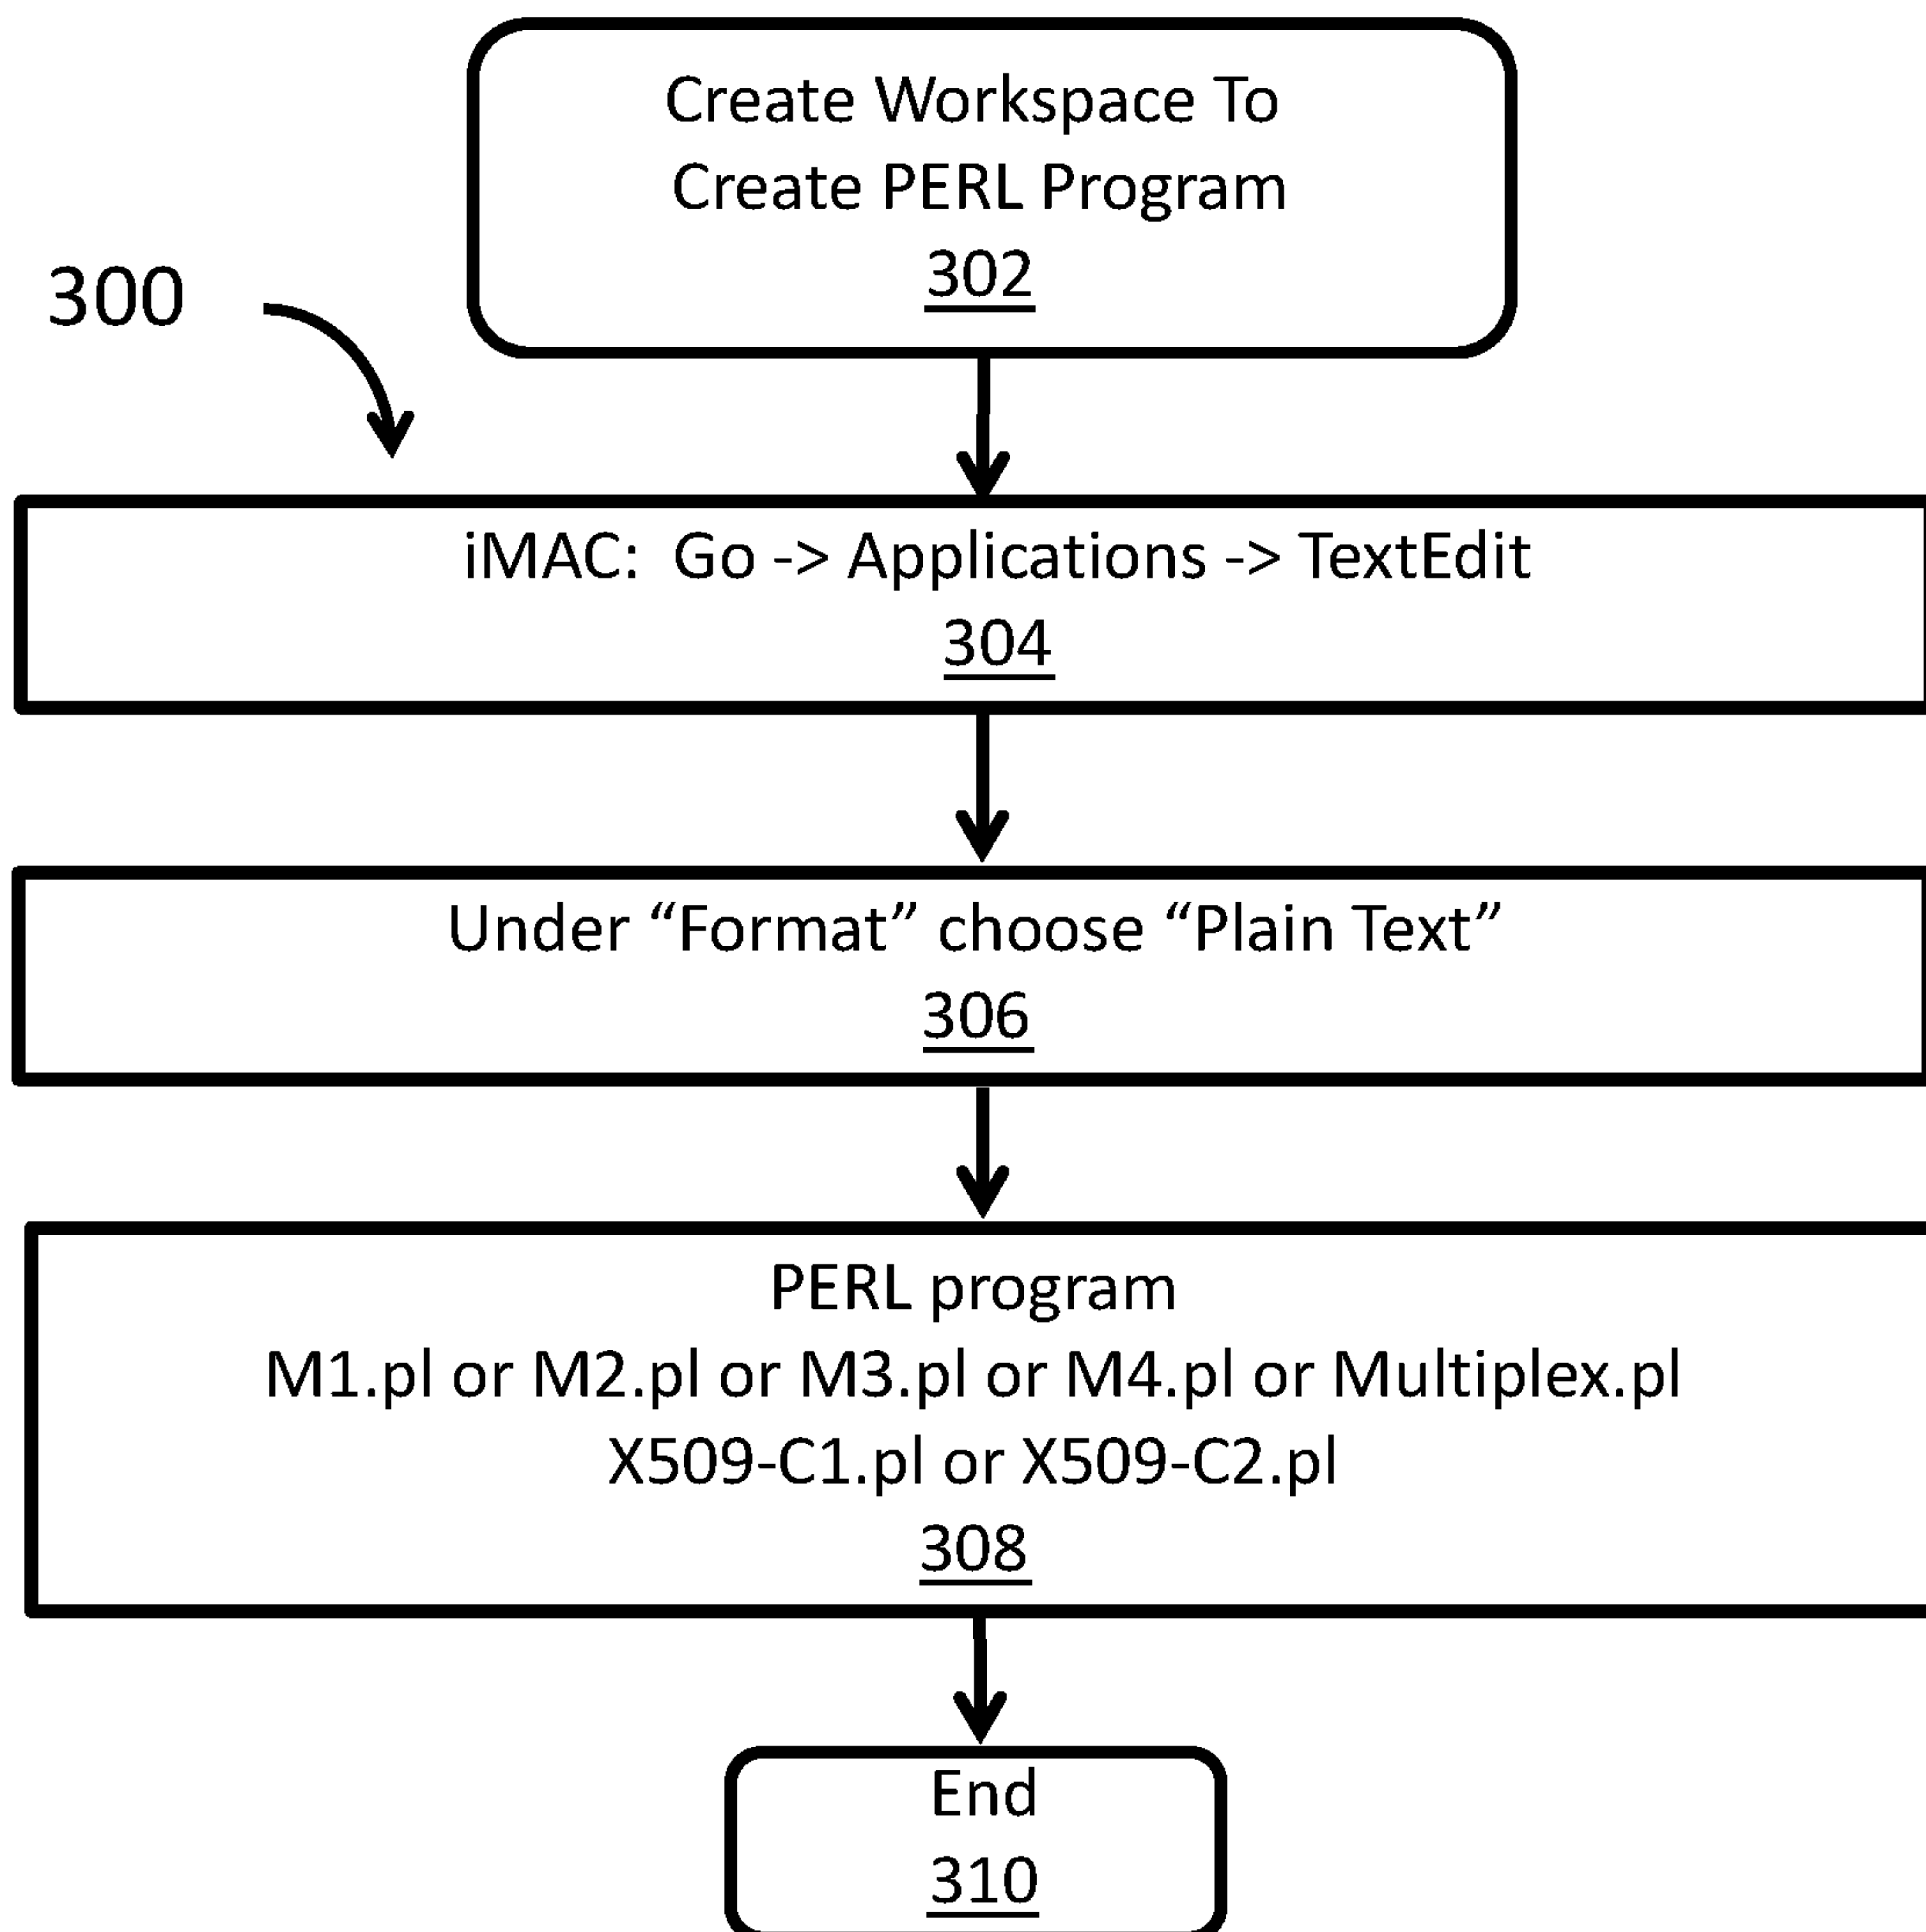 Create Workspace To
Create PERL Program
302
300
iMAC:  Go -> Applications -> TextEdit
304
Under “Format” choose “Plain Text”
306
PERL program
M1.pl or M2.pl or M3.pl or M4.pl or Multiplex.pl
X509-C1.pl or X509-C2.pl
308
End
310